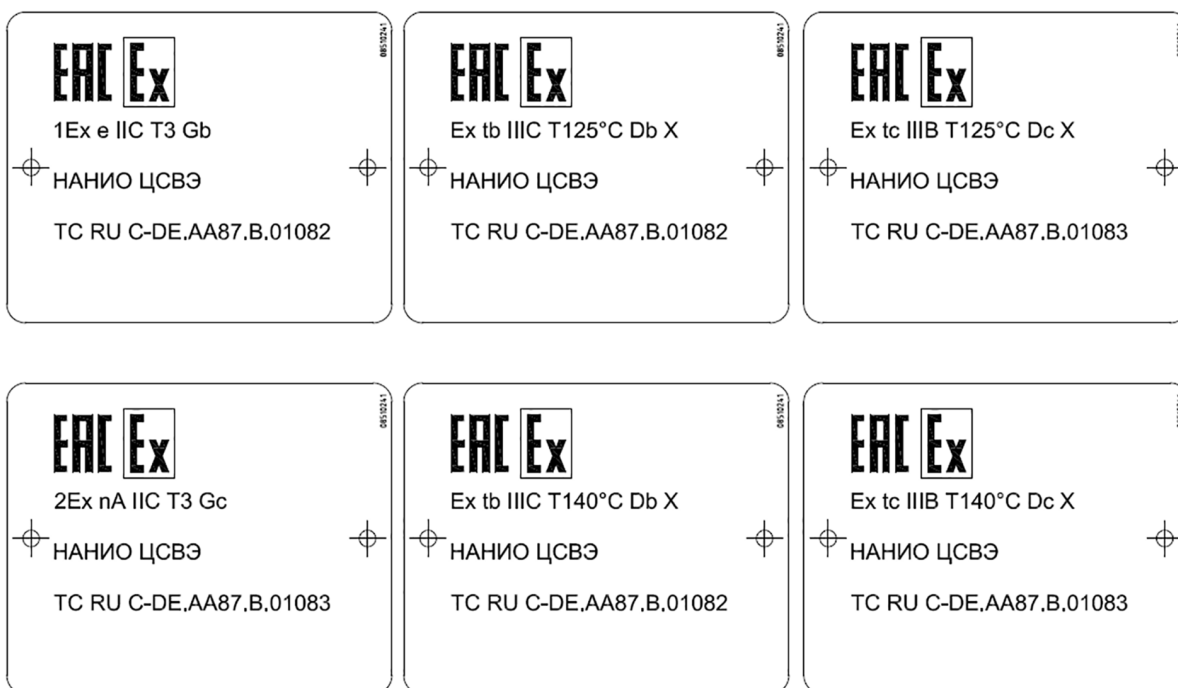 08510241
EAC Ex
1Ex e IIC T3 Gb
НАНИО ЦСВЭ
TC RU C-DE.AA87.B.01082
08510241
EAC Ex
Ex tb IIIC T125°C Db X
НАНИО ЦСВЭ
TC RU C-DE.AA87.B.01082
EAC Ex
Ex tc IIIB T125°C Dc X
НАНИО ЦСВЭ
TC RU C-DE.AA87.B.01083
08510241
EAC Ex
2Ex nA IIC T3 Gc
НАНИО ЦСВЭ
TC RU C-DE.AA87.B.01083
08510241
EAC Ex
Ex tb IIIC T140°C Db X
НАНИО ЦСВЭ
TC RU C-DE.AA87.B.01082
EAC Ex
Ex tc IIIB T140°C Dc X
НАНИО ЦСВЭ
TC RU C-DE.AA87.B.01083